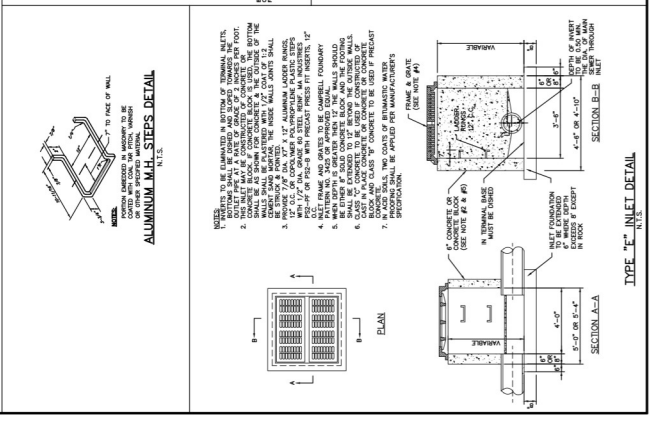 7" TO FACE OF WALL
NOTES:
PORTION EMBEDDED IN MASONRY TO BE
COATED WITH COAL TAR PITCH, VARNISH
OR OTHER SPECIFIED MATERIAL
ALUMINUM M.H. STEPS DETAIL
N.T.S.
NOTES:
1. INVERTS TO BE ELIMINATED IN BOTTOM OF TERMINAL INLETS,
BOTTOMS SHALL BE DISHED AND SLOPED TOWARDS THE
OUTLET PIPE AT A RATE OF GRADE OF 2 INCHES PER FOOT.
2. THIS INLET MAY BE CONSTRUCTED OF CONCRETE OR
CONCRETE BLOCK. IF CONCRETE BLOCK IS USED, THE BOTTOM
SHALL BE AS SHOWN FOR CONCRETE & THE OUTSIDE OF THE
WALLS SHALL BE PLASTERED WITH 1/2" COAT OF 1:2
CEMENT SAND MORTAR, THE INSIDE WALLS JOINTS SHALL
BE STRUCK & POINTED.
3. PROVIDE 7/8" DIA. x7" x 12" ALUMINUM LADDER RUNGS,
12" O.C. OR COPOLYMER POLYPROPYLINE PLASTIC STEPS
WITH 1/2" DIA. GRADE 60 STEEL REINF. MA INDUSTRIES
PS2-PF OR PS2-B WITH PRECAST PRESS FIT INSERTS, 12"
O.C.
4. INLET FRAME AND GRATES TO BE CAMPBELL FOUNDARY
PATTERN NO. 3425 OR APPROVED EQUAL
5. WHEN DEPTH IS GREATER THEN 12' THE WALLS SHOULD
BE EITHER 8" SOLID CONCRETE BLOCK AND THE FOOTING
SHALL BE EXTENDED TO 12" BEYOND THE OUTSIDE WALLS.
6. CLASS "C" CONCRETE TO BE USED IF CONSTRUCTED OF
CAST IN PLACE CONCRETE OR CONCRETE OR CONCRETE
BLOCK AND CLASS "B" CONCRETE TO BE USED IF PRECAST
CONCRETE.
7. IN ACID SOILS, TWO COATS OF BITUMASTIC WATER
PROOFING SHALL BE APPLIED PER MANUFACTURER'S
SPECIFICATION.
A
A
B
B
PLAN
6" CONCRETE OR
CONCRETE BLOCK
(SEE NOTE #2 & #5)
IN TERMINAL BASE
MUST BE DISHED
INLET FOUNDATION
TO BE EXTENDED
6" WHERE DEPTH
EXCEEDS 8' EXCEPT
IN ROCK
VARIABLE
8"
6"
OR
8"
6"
4'-0"
5'-0" OR 5'-4"
SECTION A-A
FRAME & GRATE
(SEE NOTE #4)
LADDER
RUNGS
12" O.C.
VARIABLE
8"
6"
OR
8"
6"
3'-6"
4'-6" OR 4'-10"
DEPTH OF INVERT
TO BE 0.50 MIN.
THE DIA. OF MAIN
SEWER THROUGH
INLET
SECTION B-B
TYPE "E" INLET DETAIL
N.T.S.